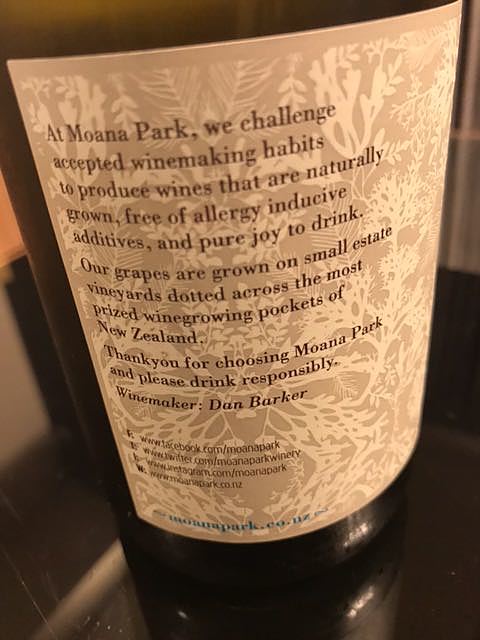 At Moana Park, we challenge
accepted winemaking habits
to produce wines that are naturally
grown, free of allergy inducive
additives, and pure joy to drink.
Our grapes are grown on small estate
vineyards dotted across the most
prized winegrowing pockets of
New Zealand.
Thankyou for choosing Moana Park
and please drink responsibly.
Winemaker: Dan Barker
www.facebook.com/moanapark
www.twitter.com/moanaparkwinery
www.instagram.com/moanapark
www.moanapark.co.nz
moanapark.co.nz